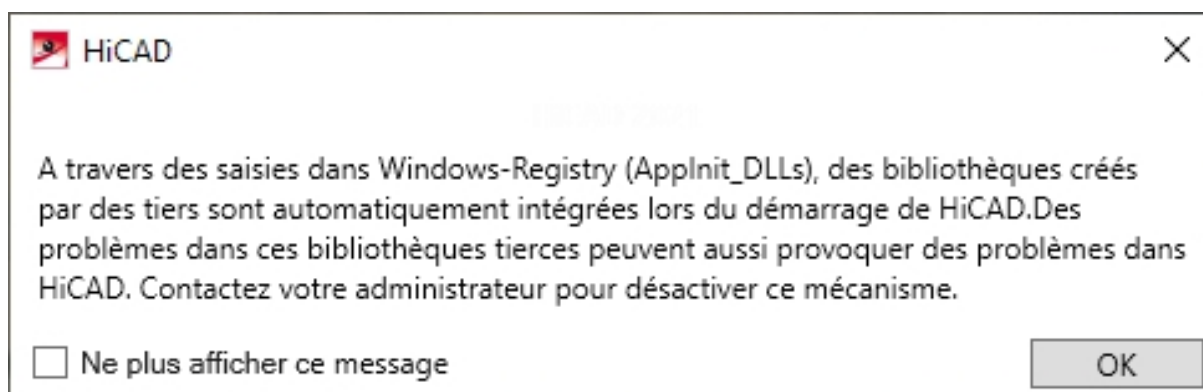 HiCAD
A travers des saisies dans Windows-Registry (AppInit_DLLs), des bibliothèques créés
par des tiers sont automatiquement intégrées lors du démarrage de HiCAD.Des
problèmes dans ces bibliothèques tierces peuvent aussi provoquer des problèmes dans
HiCAD. Contactez votre administrateur pour désactiver ce mécanisme.
Ne plus afficher ce message
OK